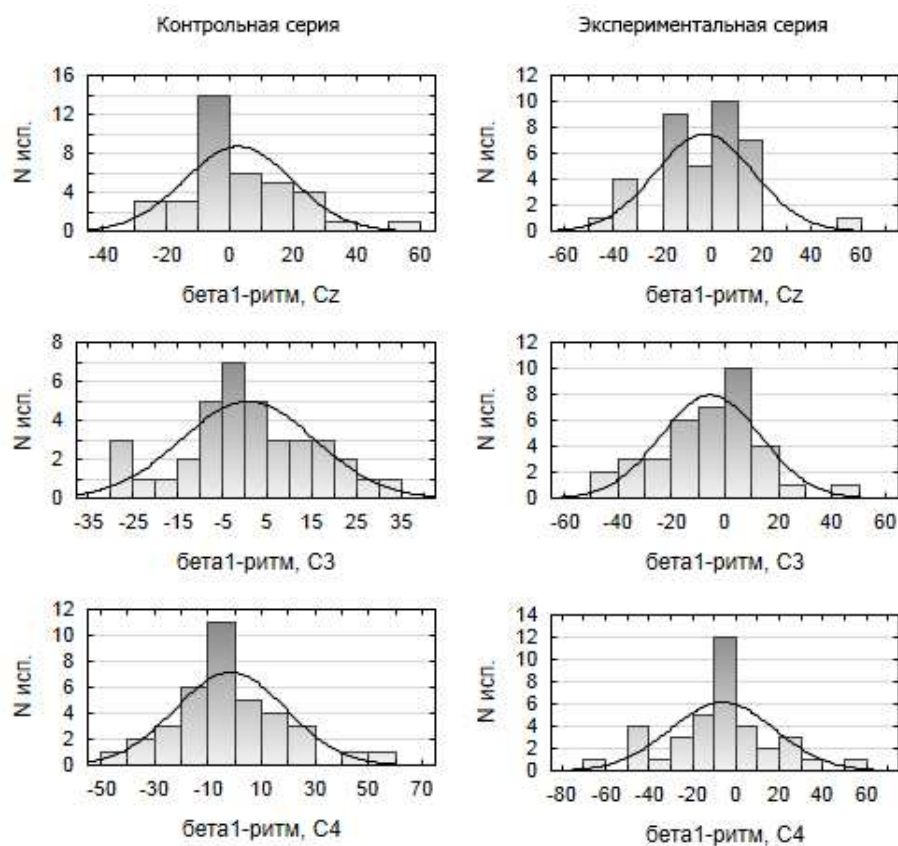 Контрольная серия
Экспериментальная серия
16
12
8
4
0
N исп.
-40 -20 0 20 40 60
бета1-ритм, Cz
12
10
8
6
4
2
0
N исп.
-60 -40 -20 0 20 40 60
бета1-ритм, Cz
8
6
4
2
0
N исп.
-35 -25 -15 -5 5 15 25 35
бета1-ритм, C3
12
10
8
6
4
2
0
N исп.
-60 -40 -20 0 20 40 60
бета1-ритм, C3
12
10
8
6
4
2
0
N исп.
-50 -30 -10 10 30 50 70
бета1-ритм, C4
14
12
10
8
6
4
2
0
N исп.
-80 -60 -40 -20 0 20 40 60
бета1-ритм, C4